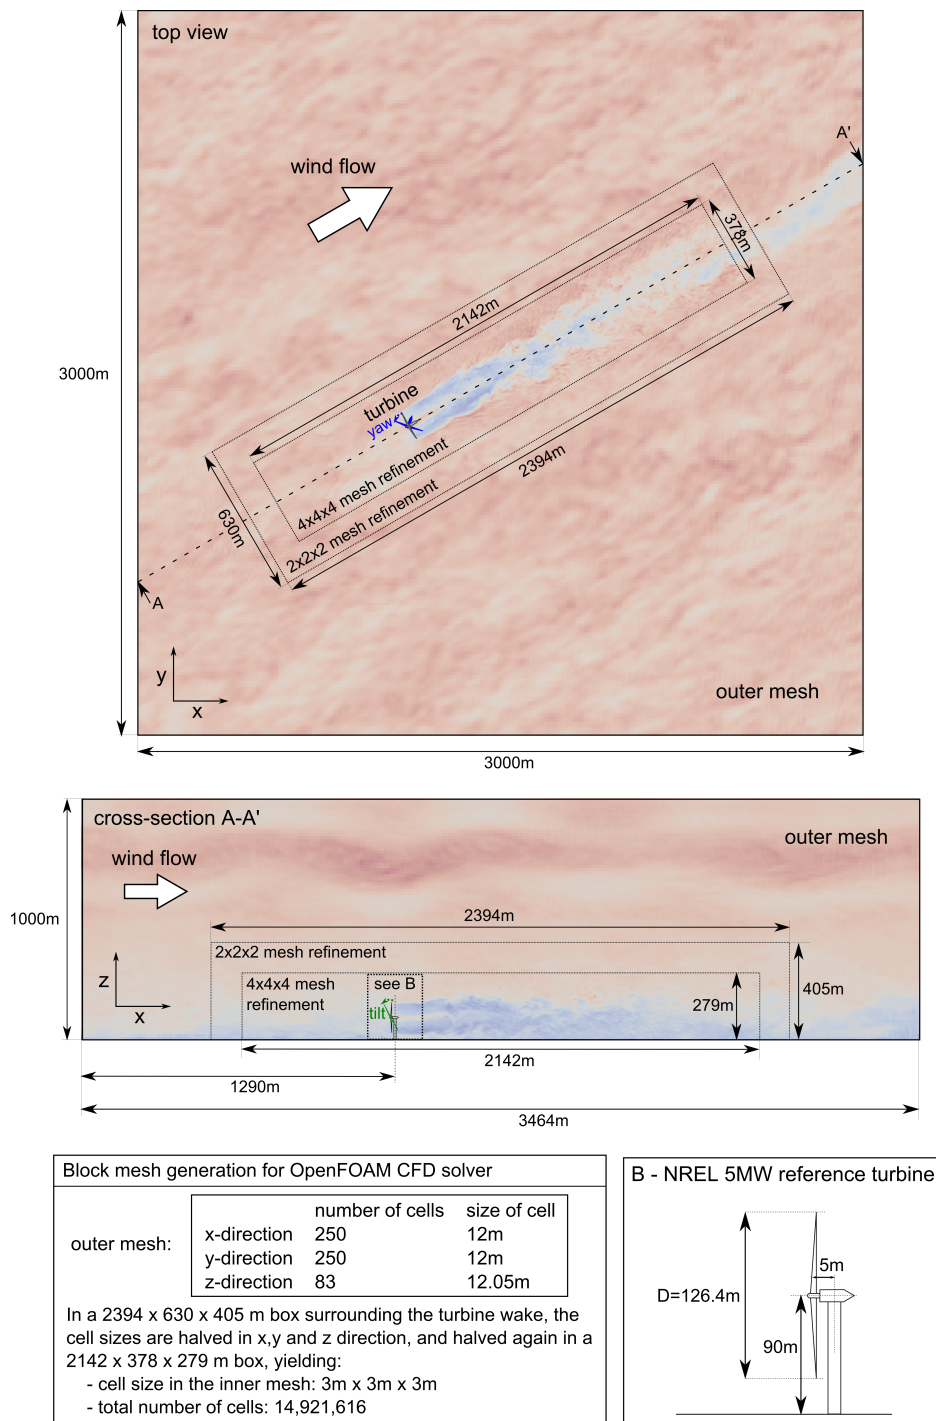 top view
A'
wind flow
378m
2142m
3000m
turbine
yaw
2394m
4x4x4 mesh refinement
630m
2x2x2 mesh refinement
A
y
x
outer mesh
3000m
cross-section A-A'
outer mesh
wind flow
1000m
2394m
2x2x2 mesh refinement
z
4x4x4 mesh
refinement
see B
tilt
279m
405m
x
2142m
1290m
3464m
Block mesh generation for OpenFOAM CFD solver
number of cells size of cell
outer mesh:
x-direction 250 12m
y-direction 250 12m
z-direction 83 12.05m
In a 2394 x 630 x 405 m box surrounding the turbine wake, the
cell sizes are halved in x,y and z direction, and halved again in a
2142 x 378 x 279 m box, yielding:
- cell size in the inner mesh: 3m x 3m x 3m
- total number of cells: 14,921,616
B - NREL 5MW reference turbine
5m
D=126.4m
90m